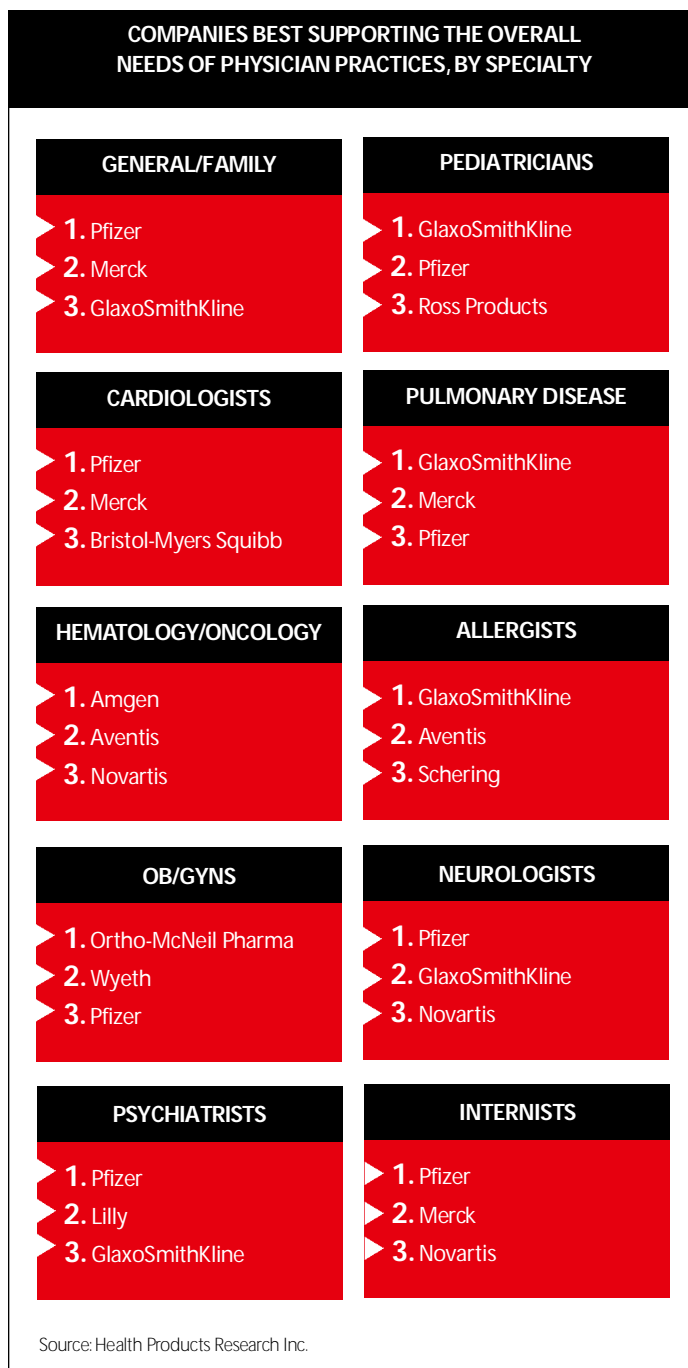 COMPANIES BEST SUPPORTING THE OVERALL
NEEDS OF PHYSICIAN PRACTICES, BY SPECIALTY
GENERAL/FAMILY
1. Pfizer
2. Merck
3. GlaxoSmithKline
PEDIATRICIANS
1. GlaxoSmithKline
2. Pfizer
3. Ross Products
CARDIOLOGISTS
1. Pfizer
2. Merck
3. Bristol-Myers Squibb
PULMONARY DISEASE
1. GlaxoSmithKline
2. Merck
3. Pfizer
HEMATOLOGY/ONCOLOGY
1. Amgen
2. Aventis
3. Novartis
ALLERGISTS
1. GlaxoSmithKline
2. Aventis
3. Schering
OB/GYNS
1. Ortho-McNeil Pharma
2. Wyeth
3. Pfizer
NEUROLOGISTS
1. Pfizer
2. GlaxoSmithKline
3. Novartis
PSYCHIATRISTS
1. Pfizer
2. Lilly
3. GlaxoSmithKline
INTERNISTS
1. Pfizer
2. Merck
3. Novartis
Source: Health Products Research Inc.